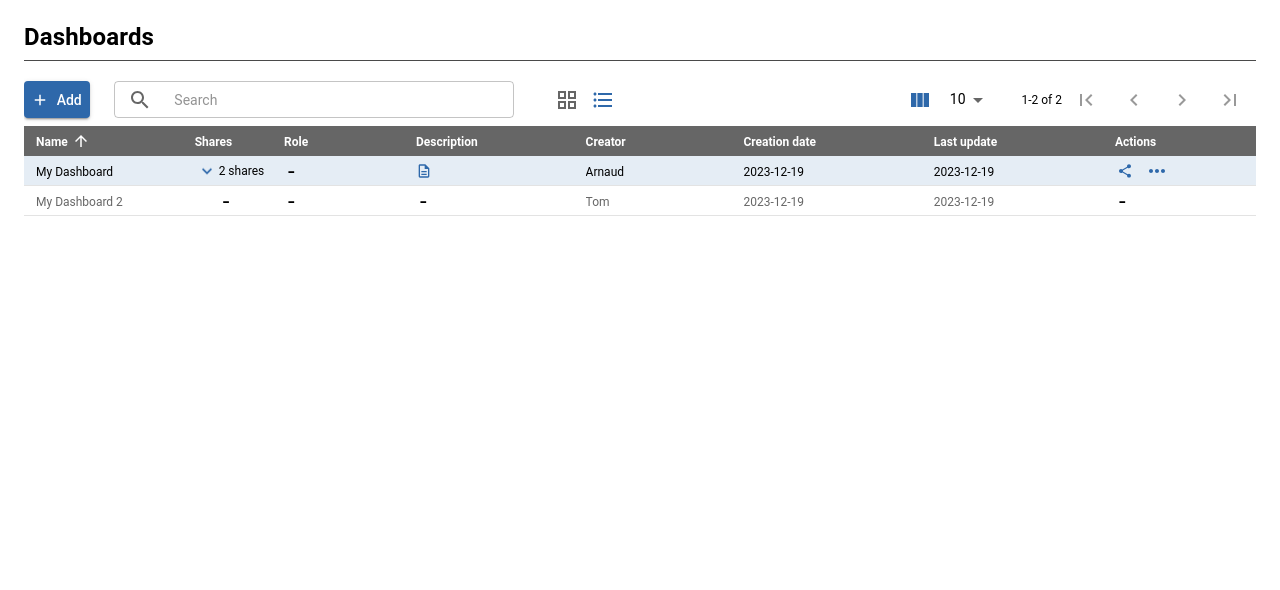 Dashboards
Add
Search
10
1-2 of 2
Name Shares Role Description Creator Creation date Last update Actions
My Dashboard 2 shares - Arnaud 2023-12-19 2023-12-19
My Dashboard 2 - - - Tom 2023-12-19 2023-12-19 -